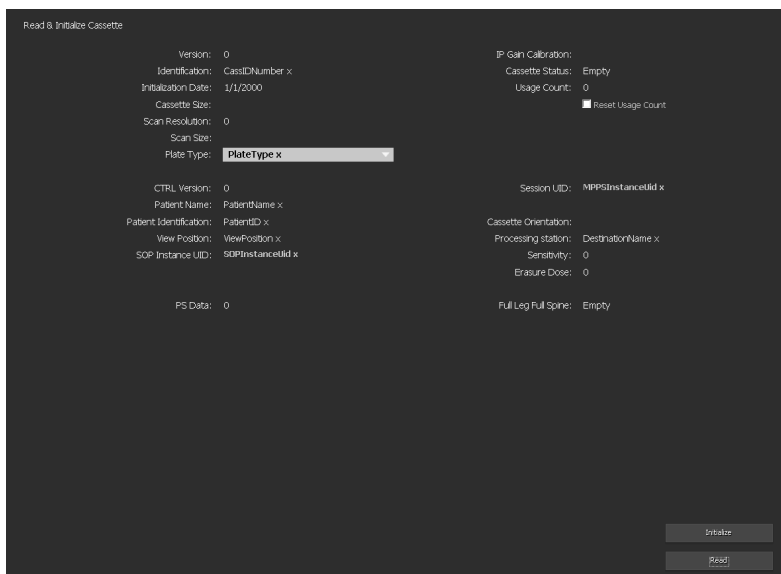 Read & Initialize Cassette
Version: 0
Identification: CassIDNumber x
Initialization Date: 1/1/2000
Cassette Size:
Scan Resolution: 0
Scan Size:
Plate Type: PlateType x
IP Gain Calibration:
Cassette Status: Empty
Usage Count: 0
Reset Usage Count
CTRL Version: 0
Patient Name: PatientName x
Patient Identification: PatientID x
View Position: ViewPosition x
SOP Instance UID: SOPInstanceUid x
Session UID: MPPSInstanceUid x
Cassette Orientation:
Processing station: DestinationName x
Sensitivity: 0
Erasure Dose: 0
PS Data: 0
Full Leg Full Spine: Empty
Initialize
Read